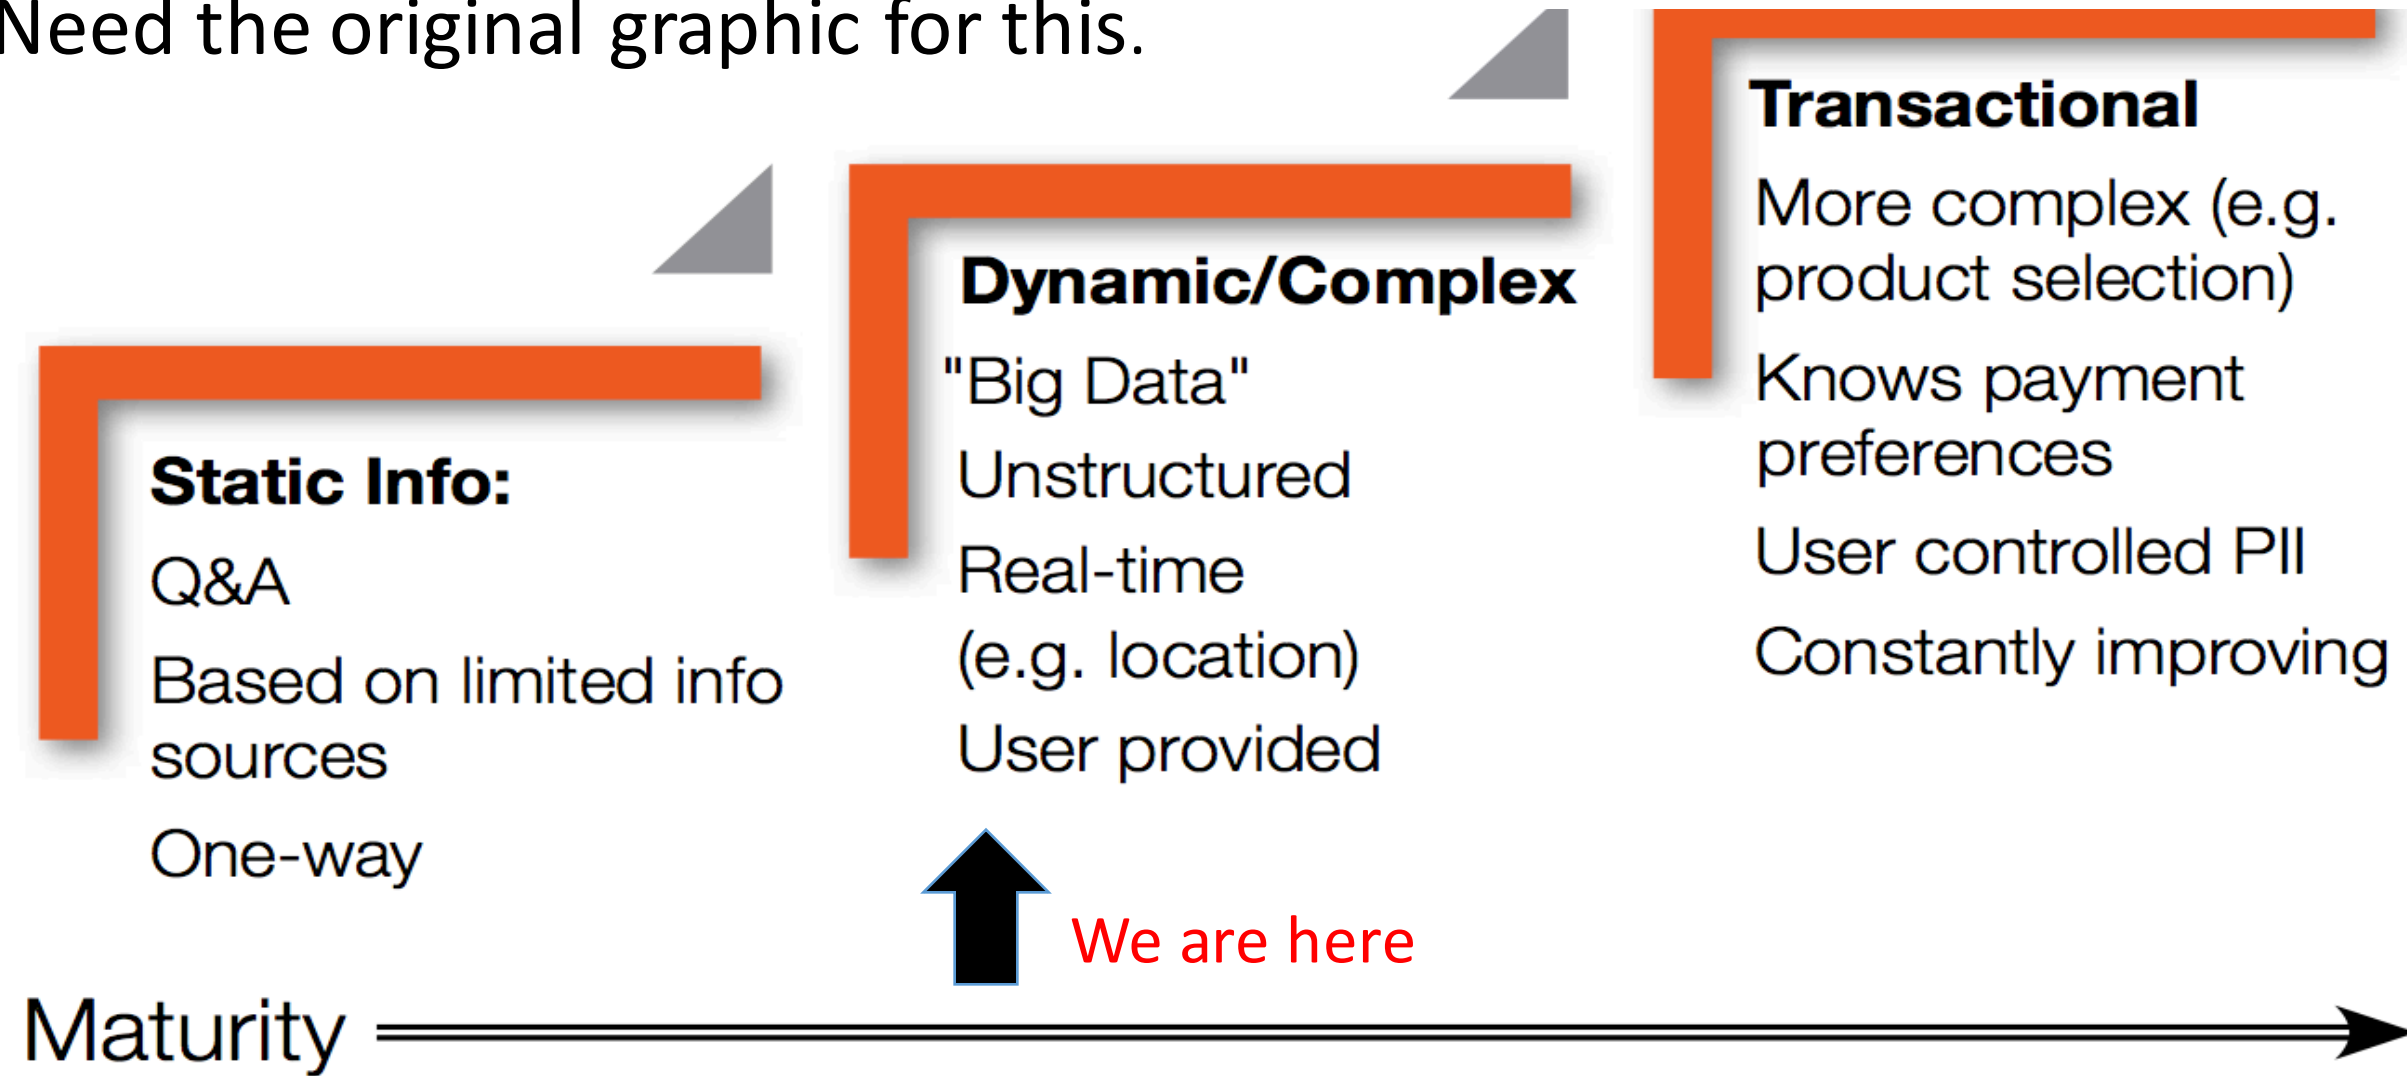 Need the original graphic for this.
Static Info:
Q&A
Based on limited info
sources
One-way
Dynamic/Complex
"Big Data"
Unstructured
Real-time
(e.g. location)
User provided
Transactional
More complex (e.g.
product selection)
Knows payment
preferences
User controlled PII
Constantly improving
We are here
Maturity